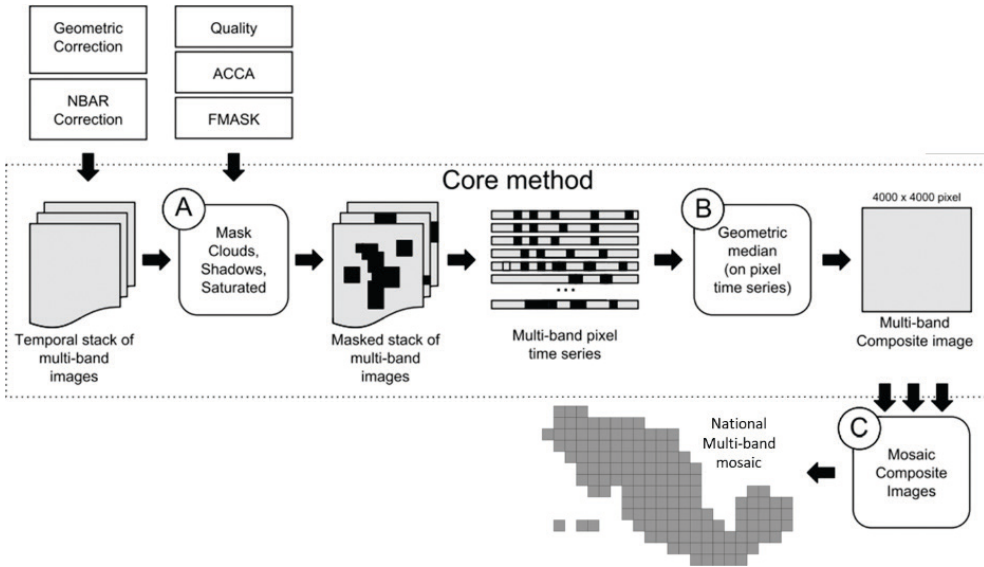 Geometric
Correction
NBAR
Correction
Quality
ACCA
FMASK
Core method
A
Mask
Clouds,
Shadows,
Saturated
B
Geometric
median
(on pixel
time series)
4000 x 4000 pixel
Temporal stack of
multi-band
images
Masked stack of
multi-band
images
Multi-band pixel
time series
Multi-band
Composite image
C
Mosaic
Composite
Images
National
Multi-band
mosaic